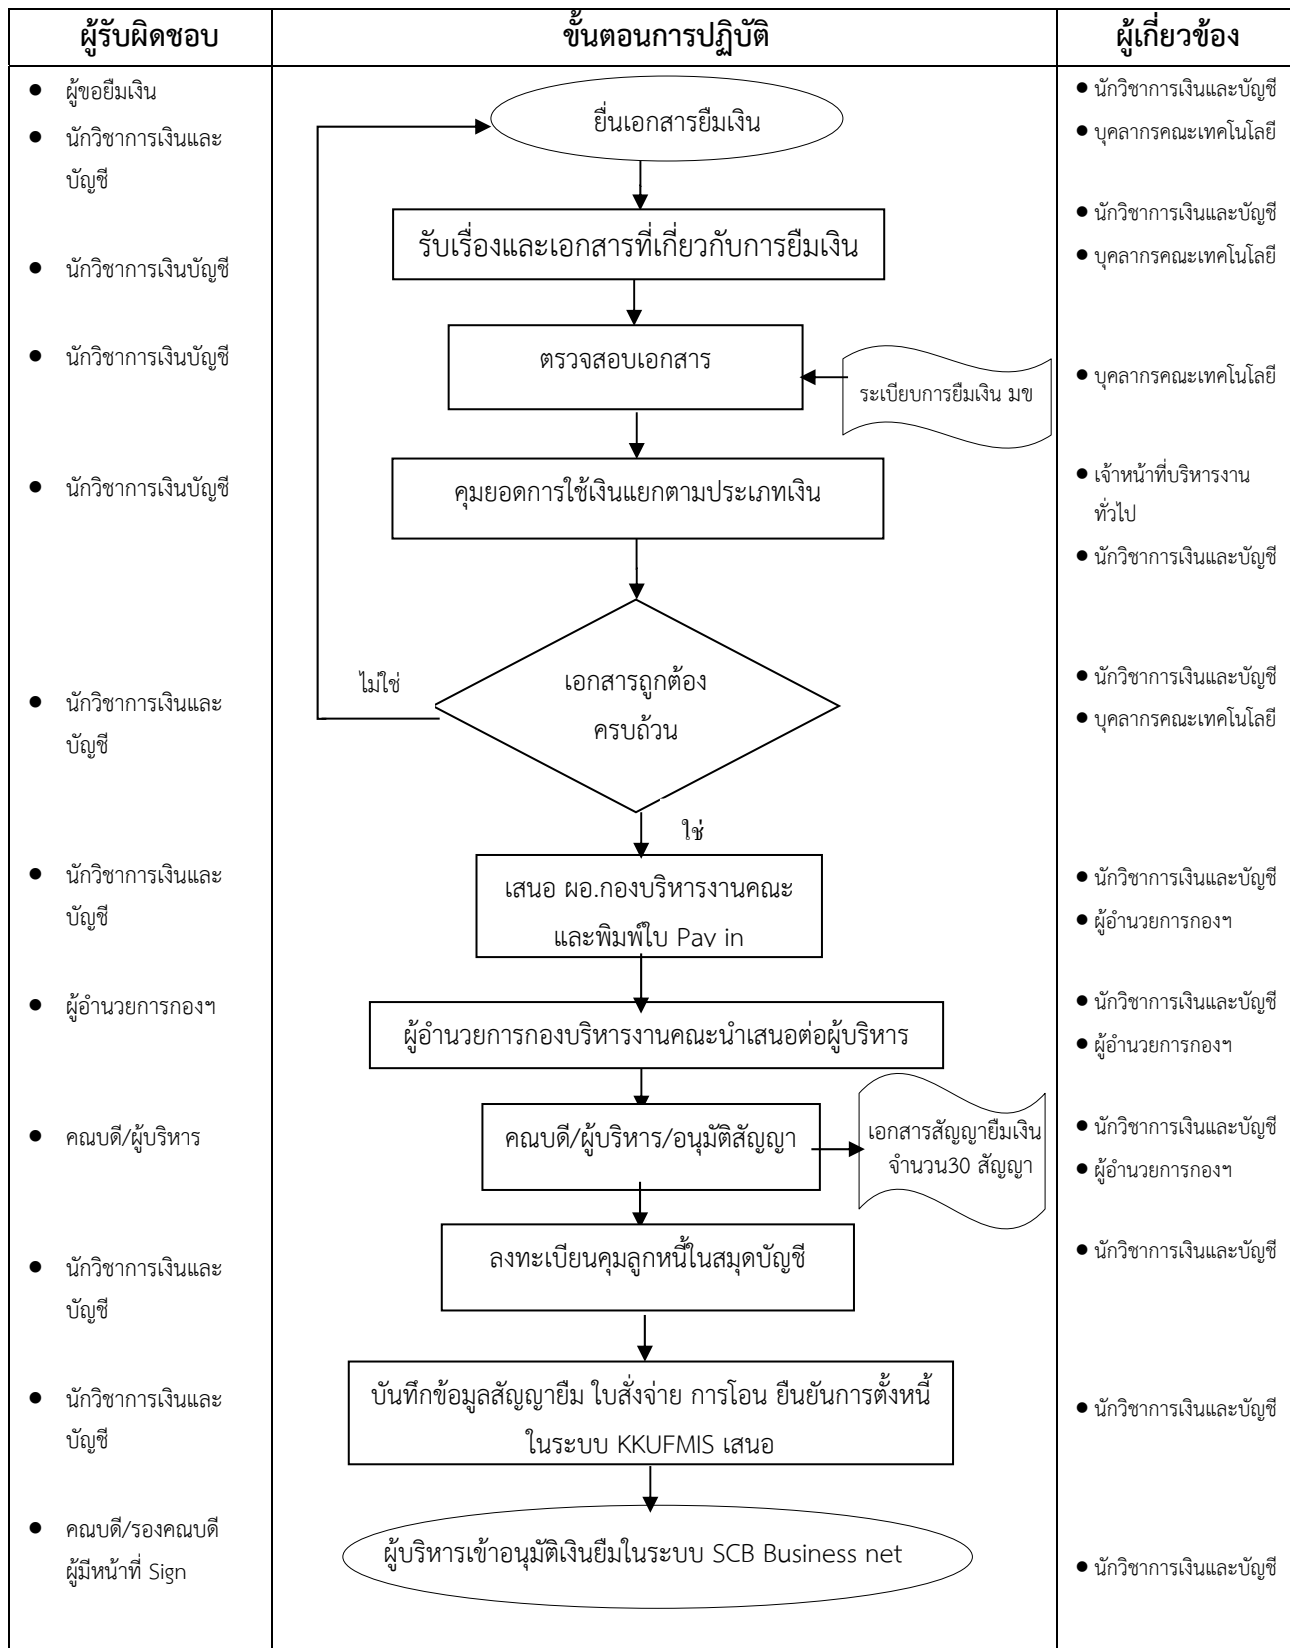 ผู้รับผิดชอบ
ขั้นตอนการปฏิบัติ
ผู้เกี่ยวข้อง
● ผู้ขอยืมเงิน
● นักวิชาการเงินและ
บัญชี
● นักวิชาการเงินบัญชี
● นักวิชาการเงินบัญชี
● นักวิชาการเงินบัญชี
● นักวิชาการเงินและ
บัญชี
● นักวิชาการเงินและ
บัญชี
● ผู้อำนวยการกองฯ
● คณบดี/ผู้บริหาร
● นักวิชาการเงินและ
บัญชี
● นักวิชาการเงินและ
บัญชี
● คณบดี/รองคณบดี
ผู้มีหน้าที่ Sign
ยื่นเอกสารยืมเงิน
รับเรื่องและเอกสารที่เกี่ยวกับการยืมเงิน
ตรวจสอบเอกสาร
ระเบียบการยืมเงิน มข
คุมยอดการใช้เงินแยกตามประเภทเงิน
เอกสารถูกต้อง
ครบถ้วน
ไม่ใช่
ใช่
เสนอ ผอ.กองบริหารงานคณะ
และพิมพ์ใบ Pay in
ผู้อำนวยการกองบริหารงานคณะนำเสนอต่อผู้บริหาร
คณบดี/ผู้บริหาร/อนุมัติสัญญา
เอกสารสัญญายืมเงิน
จำนวน30 สัญญา
ลงทะเบียนคุมลูกหนี้ในสมุดบัญชี
บันทึกข้อมูลสัญญายืม ใบสั่งจ่าย การโอน ยืนยันการตั้งหนี้
ในระบบ KKUFMIS เสนอ
ผู้บริหารเข้าอนุมัติเงินยืมในระบบ SCB Business net
● นักวิชาการเงินและบัญชี
● บุคลากรคณะเทคโนโลยี
● นักวิชาการเงินและบัญชี
● บุคลากรคณะเทคโนโลยี
● บุคลากรคณะเทคโนโลยี
● เจ้าหน้าที่บริหารงาน
ทั่วไป
● นักวิชาการเงินและบัญชี
● นักวิชาการเงินและบัญชี
● บุคลากรคณะเทคโนโลยี
● นักวิชาการเงินและบัญชี
● ผู้อำนวยการกองฯ
● นักวิชาการเงินและบัญชี
● ผู้อำนวยการกองฯ
● นักวิชาการเงินและบัญชี
● ผู้อำนวยการกองฯ
● นักวิชาการเงินและบัญชี
● นักวิชาการเงินและบัญชี
● นักวิชาการเงินและบัญชี